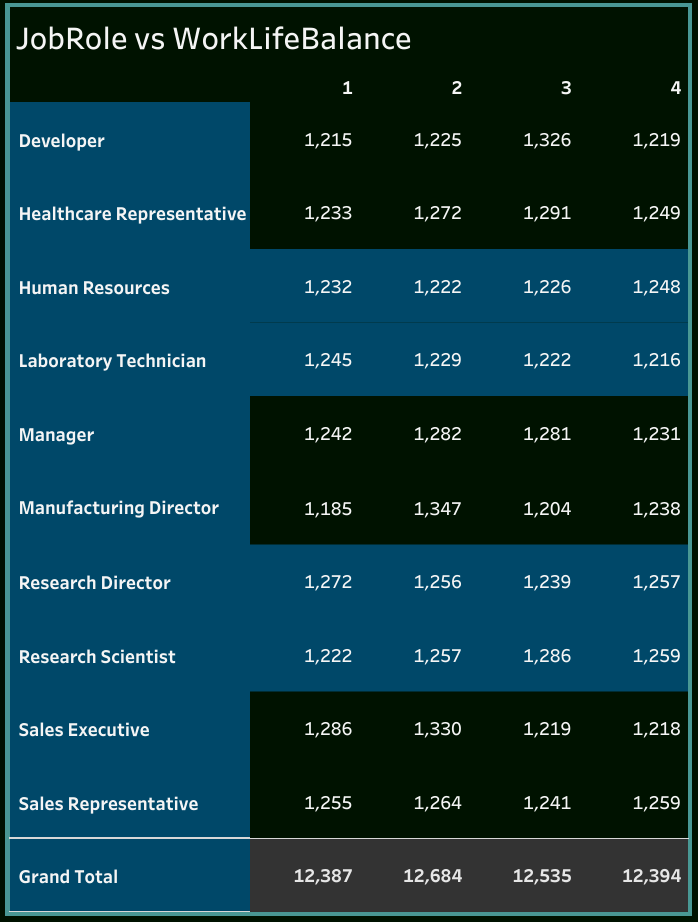 JobRole vs WorkLifeBalance
1 2 3 4
Developer 1,215 1,225 1,326 1,219
Healthcare Representative 1,233 1,272 1,291 1,249
Human Resources 1,232 1,222 1,226 1,248
Laboratory Technician 1,245 1,229 1,222 1,216
Manager 1,242 1,282 1,281 1,231
Manufacturing Director 1,185 1,347 1,204 1,238
Research Director 1,272 1,256 1,239 1,257
Research Scientist 1,222 1,257 1,286 1,259
Sales Executive 1,286 1,330 1,219 1,218
Sales Representative 1,255 1,264 1,241 1,259
Grand Total 12,387 12,684 12,535 12,394